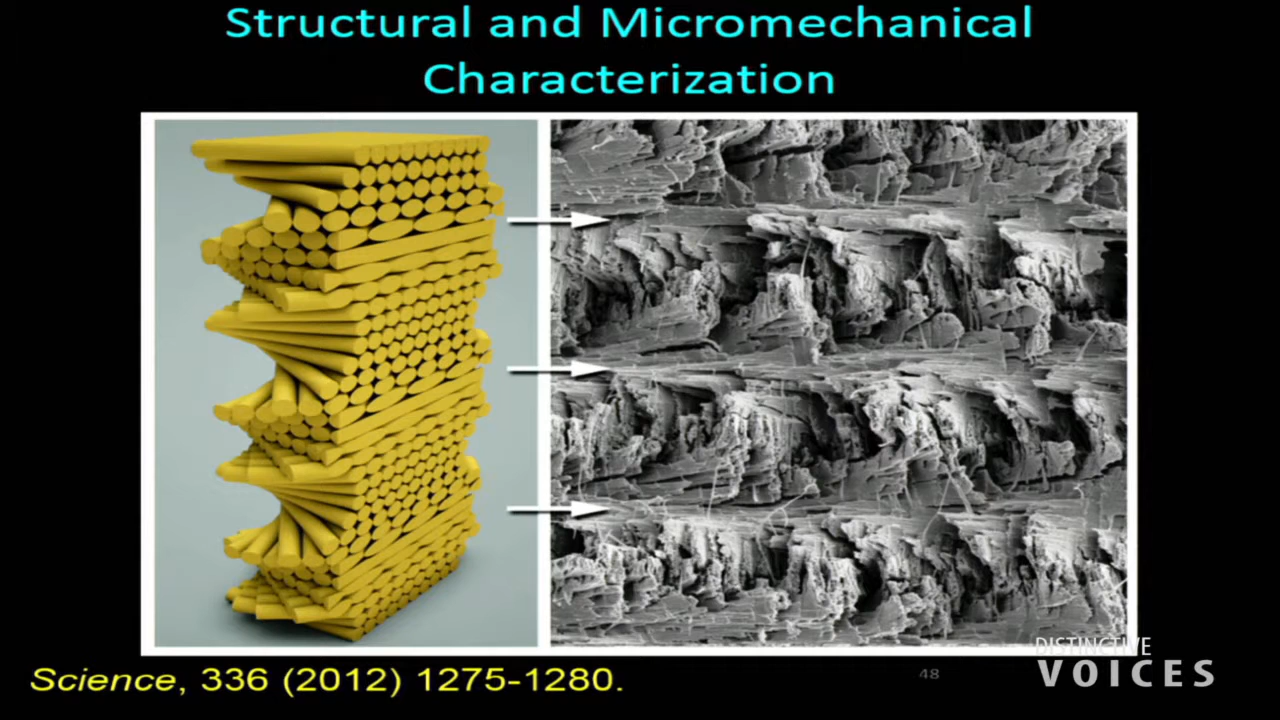 Structural and Micromechanical
Characterization
Science, 336 (2012) 1275-1280.
48
DISTINCTIVE
VOICES